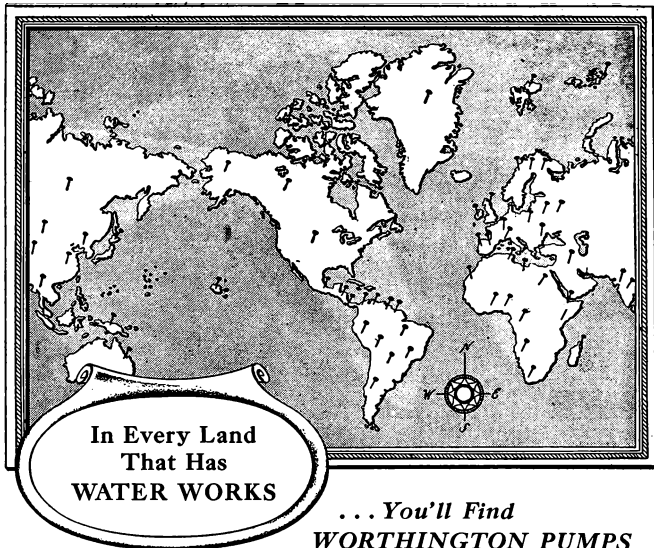 N
W E
S
In Every Land
That Has
WATER WORKS
...You'll Find
WORTHINGTON PUMPS